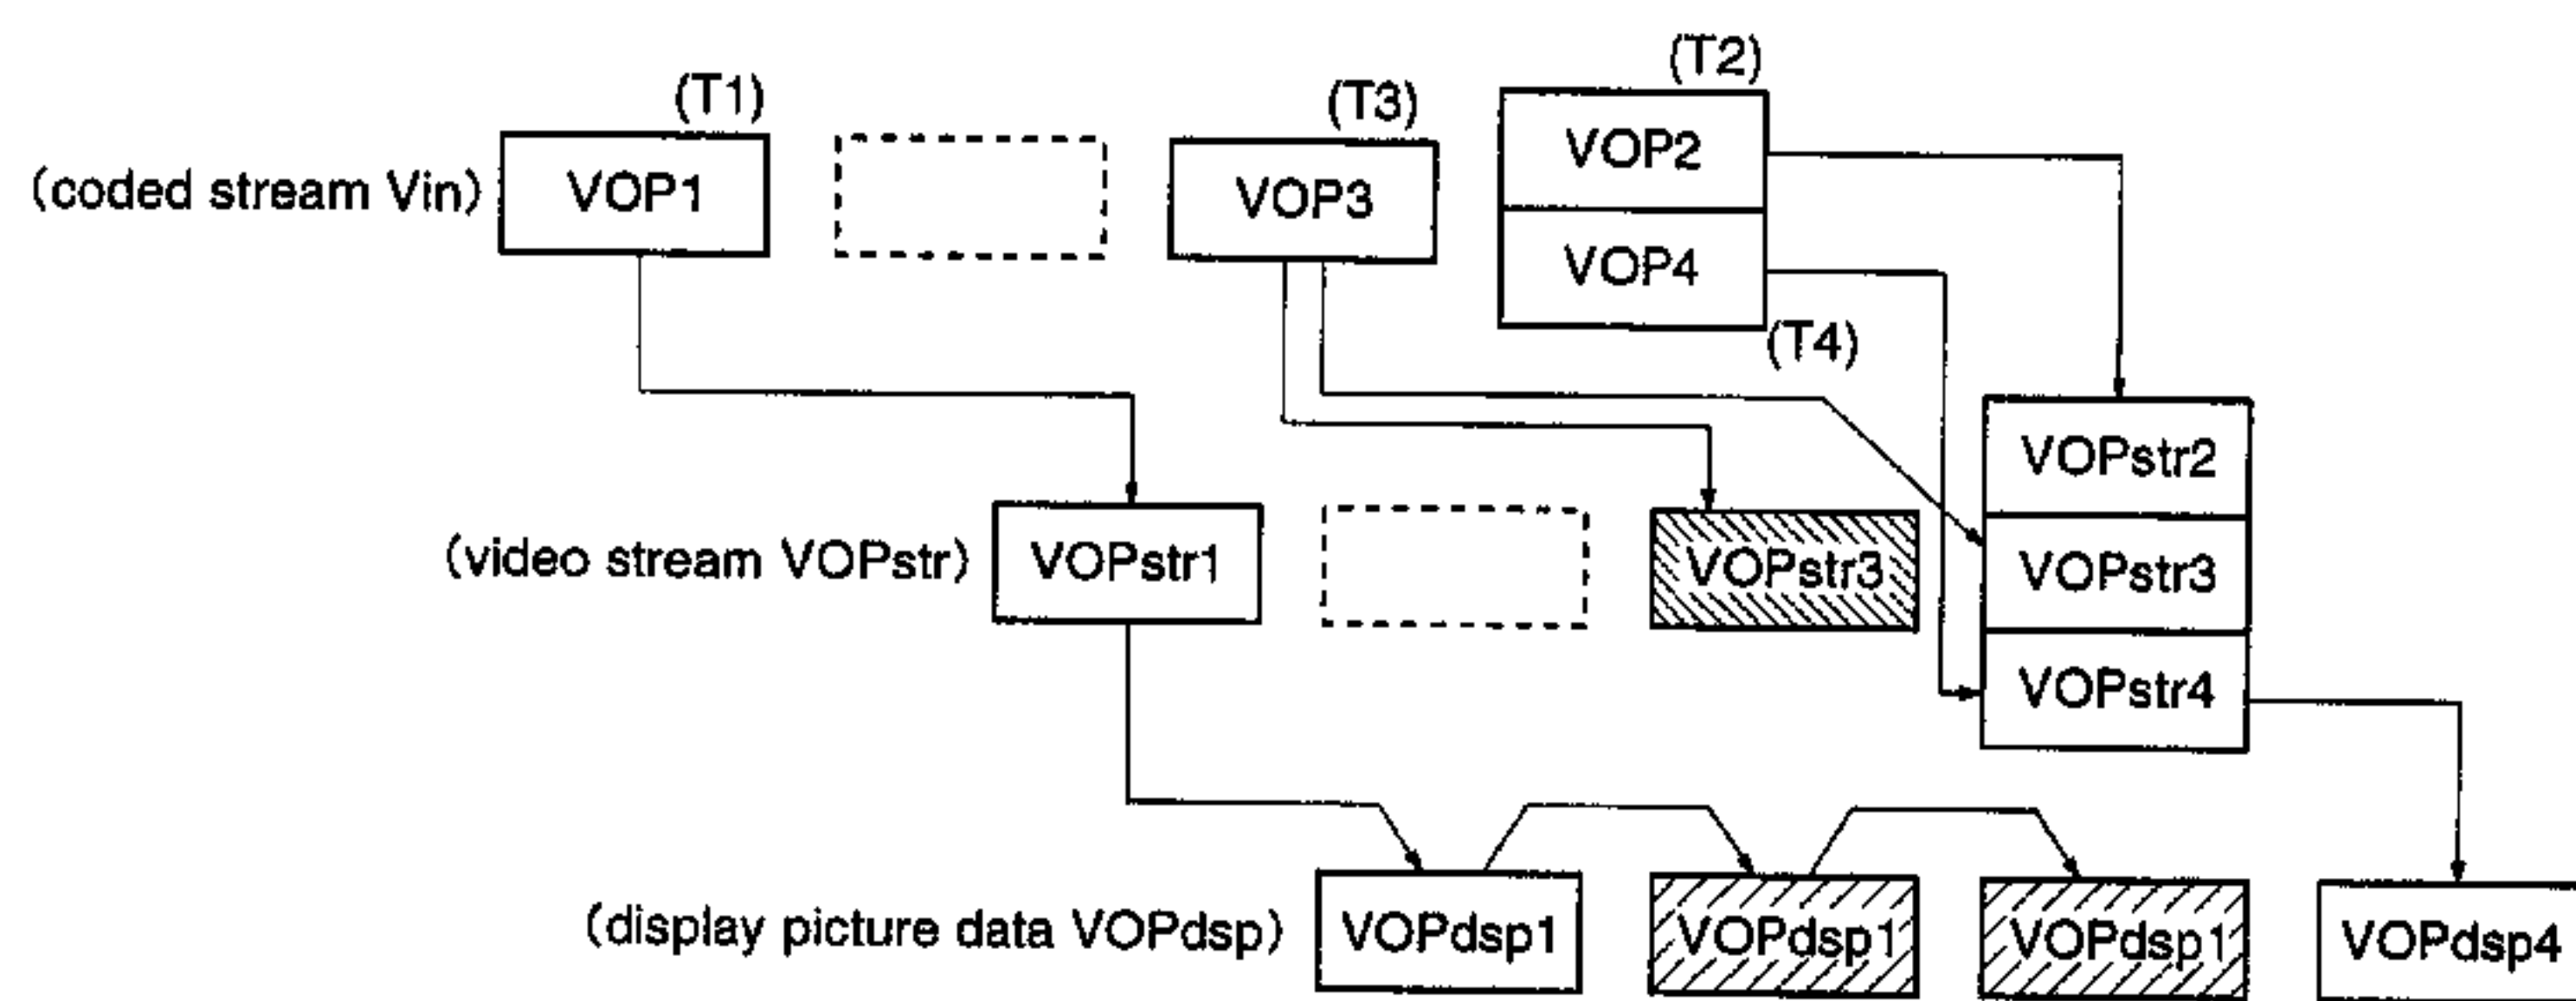 (T1)
(T3)
(T2)
(coded stream Vin)
VOP1
VOP3
VOP2
VOP4
(T4)
(video stream VOPstr)
VOPstr1
VOPstr3
VOPstr2
VOPstr3
VOPstr4
(display picture data VOPdsp)
VOPdsp1
VOPdsp1
VOPdsp1
VOPdsp4